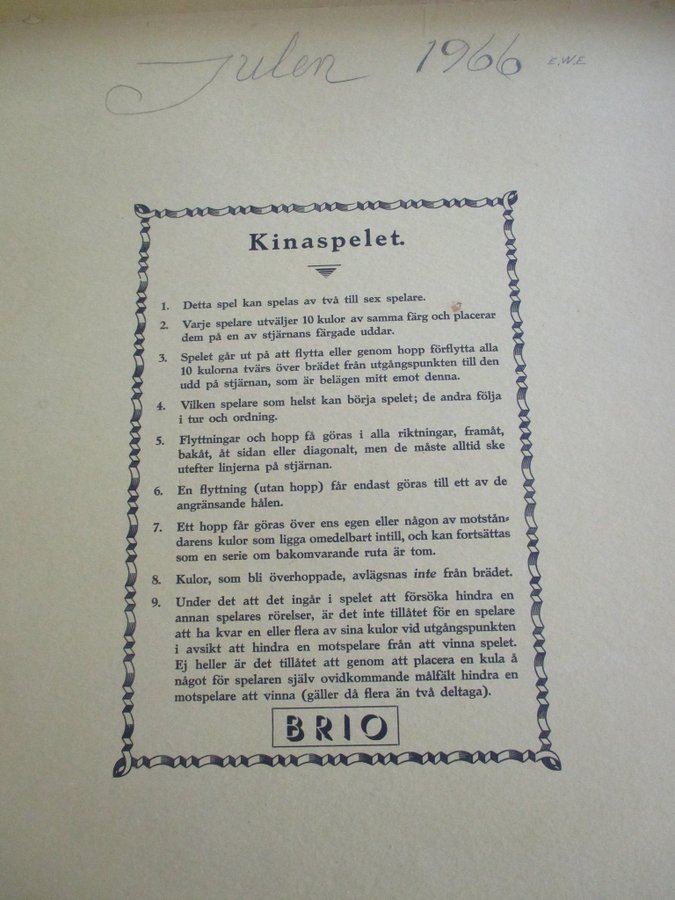 Julen 1966 E.W.E
Kinaspelet.
1. Detta spel kan spelas av två till sex spelare.
2. Varje spelare utväljer 10 kulor av samma färg och placerar
dem på en av stjärnans färgade uddar.
3. Spelet går ut på att flytta eller genom hopp förflytta alla
10 kulorna tvärs över brädet från utgångspunkten till den
udd på stjärnan, som är belägen mitt emot denna.
4. Vilken spelare som helst kan börja spelet; de andra följa
i tur och ordning.
5. Flyttningar och hopp få göras i alla riktningar, framåt,
bakåt, åt sidan eller diagonalt, men de måste alltid ske
utefter linjerna på stjärnan.
6. En flyttning (utan hopp) får endast göras till ett av de
angränsande hålen.
7. Ett hopp får göras över ens egen eller någon av motstån-
darens kulor som ligga omedelbart intill, och kan fortsättas
som en serie om bakomvarande ruta är tom.
8. Kulor, som bli överhoppade, avlägsnas inte från brädet.
9. Under det att det ingår i spelet att försöka hindra en
annan spelares rörelser, är det inte tillåtet för en spelare
att ha kvar en eller flera av sina kulor vid utgångspunkten
i avsikt att hindra en motspelare från att vinna spelet.
Ej heller är det tillåtet att genom att placera en kula å
något för spelaren själv ovidkommande målfält hindra en
motspelare att vinna (gäller då flera än två deltaga).
BRIO